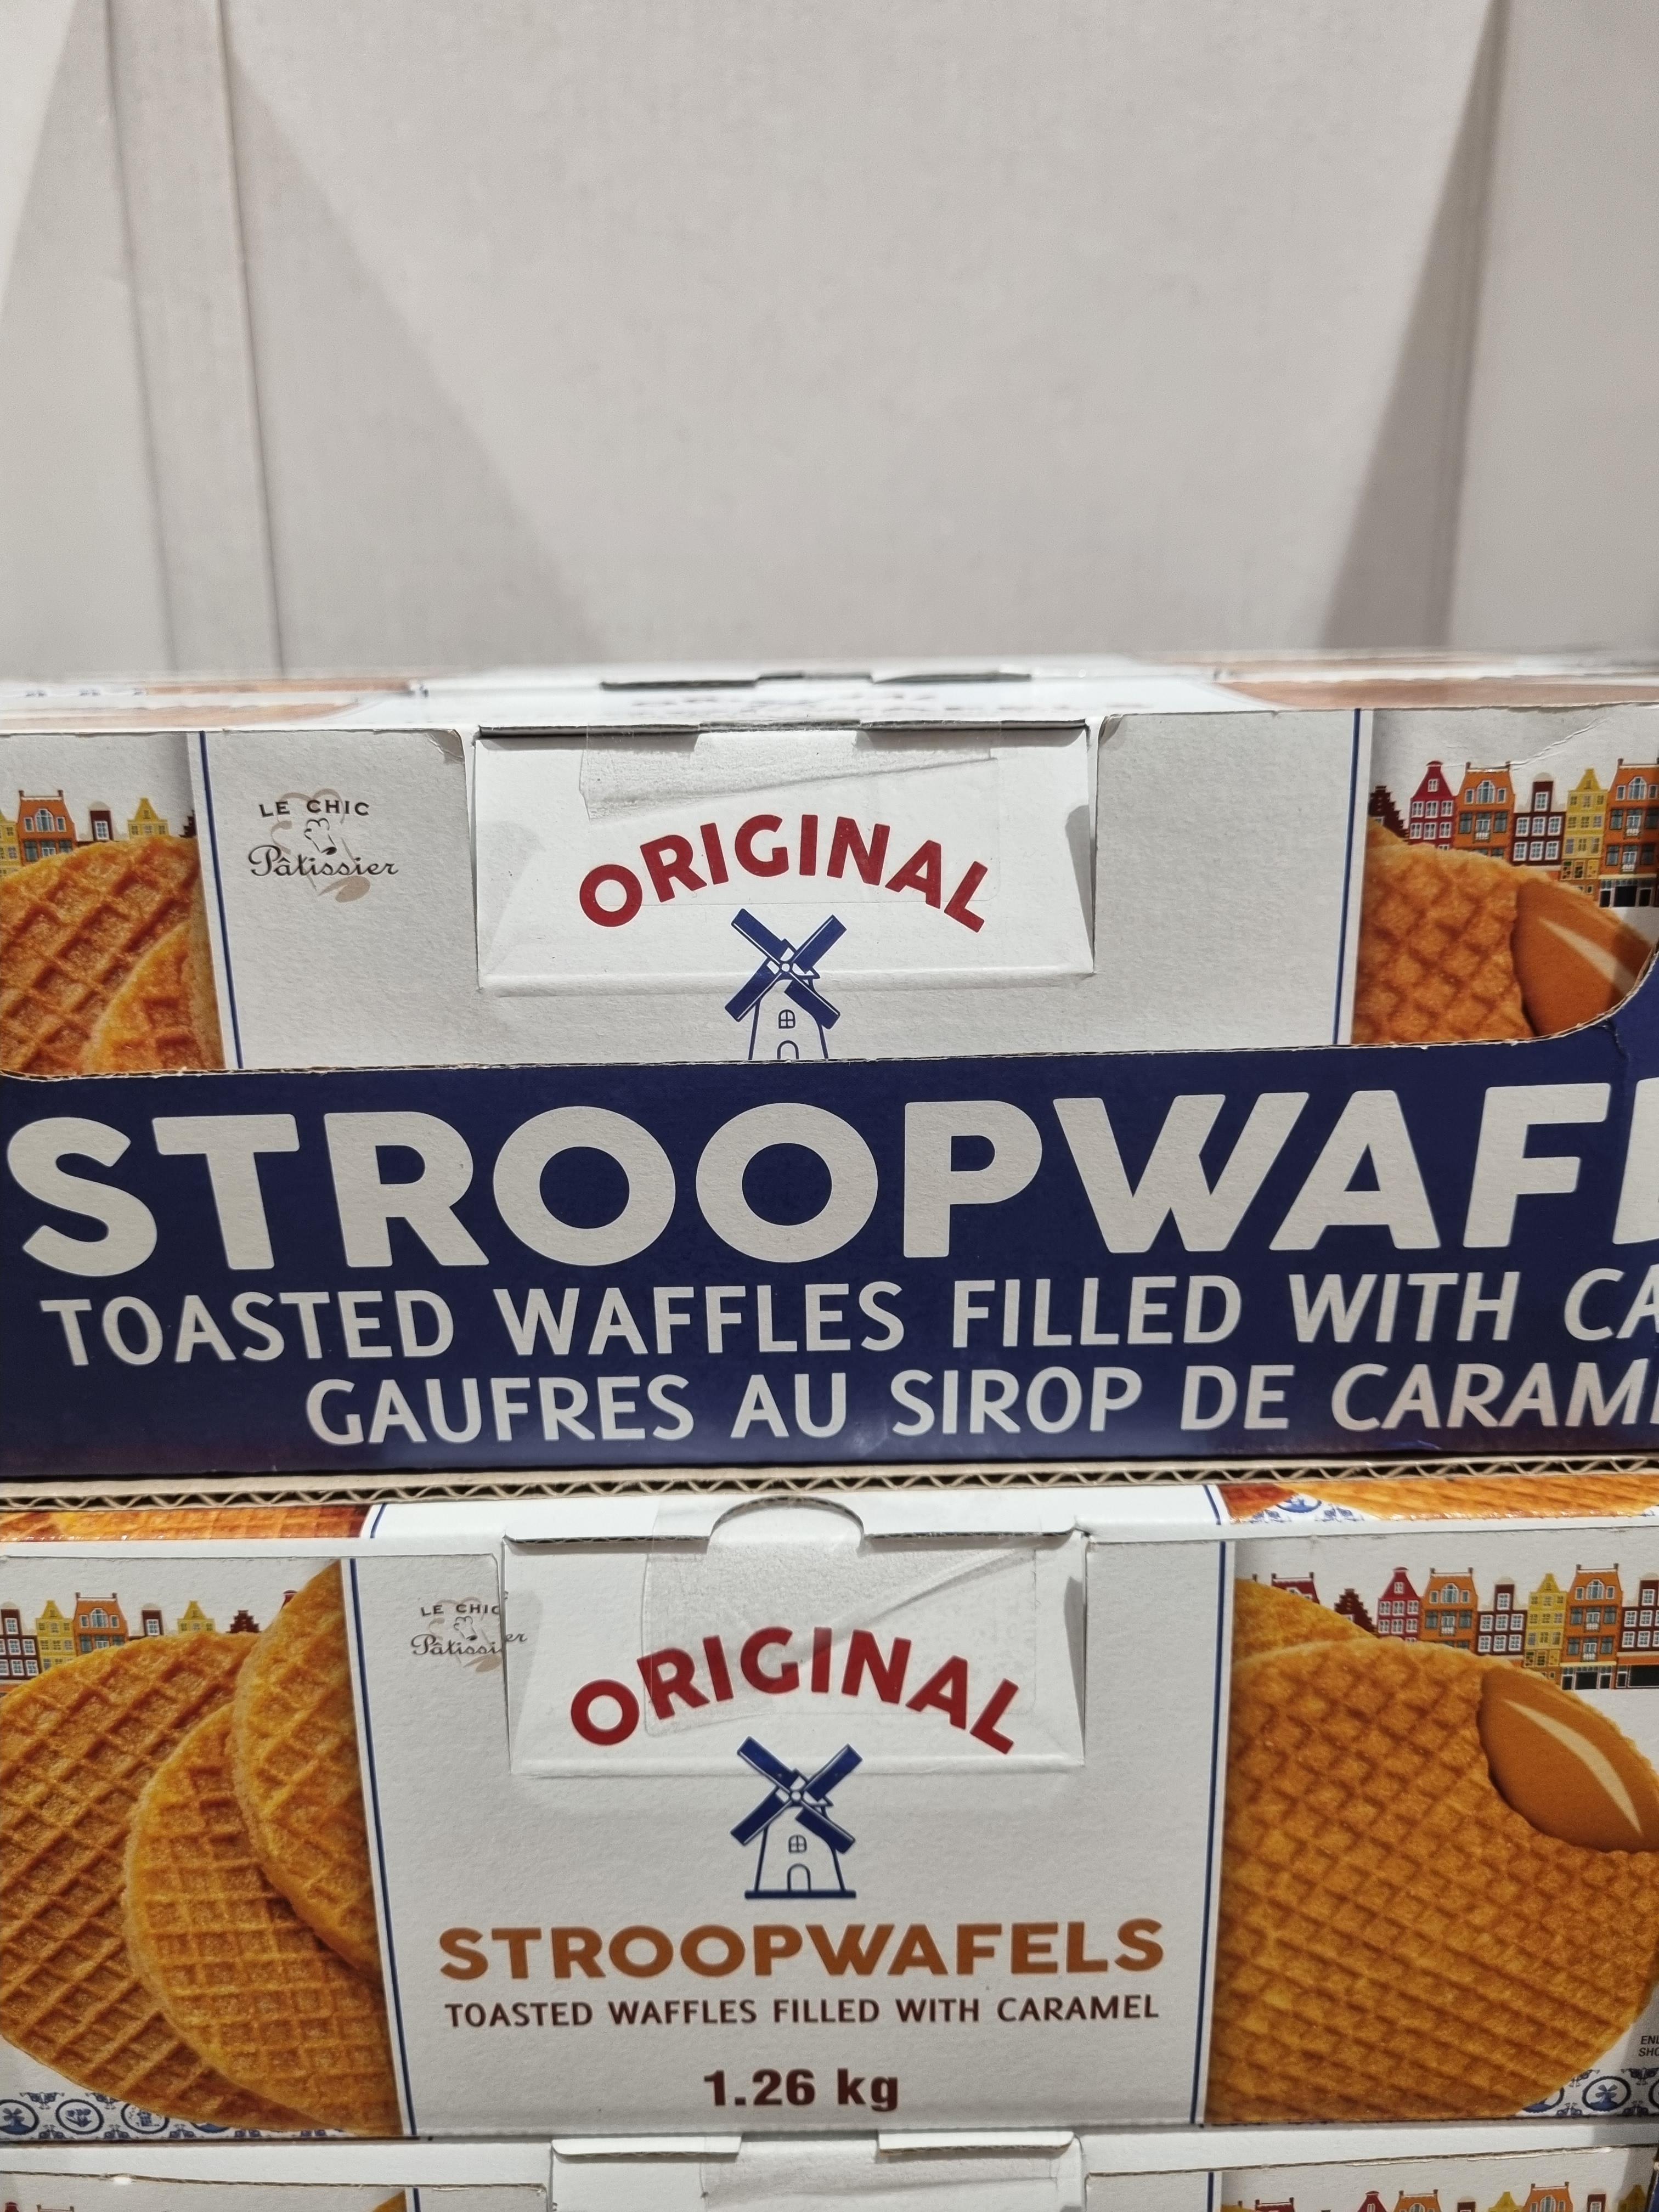 LE CHIC
Pâtissier
ORIGINAL
STROOPWAF
TOASTED WAFFLES FILLED WITH CA
GAUFRES AU SIROP DE CARAM
LE CHIC
Pâtissier
ORIGINAL
STROOPWAFELS
TOASTED WAFFLES FILLED WITH CARAMEL
1.26 kg